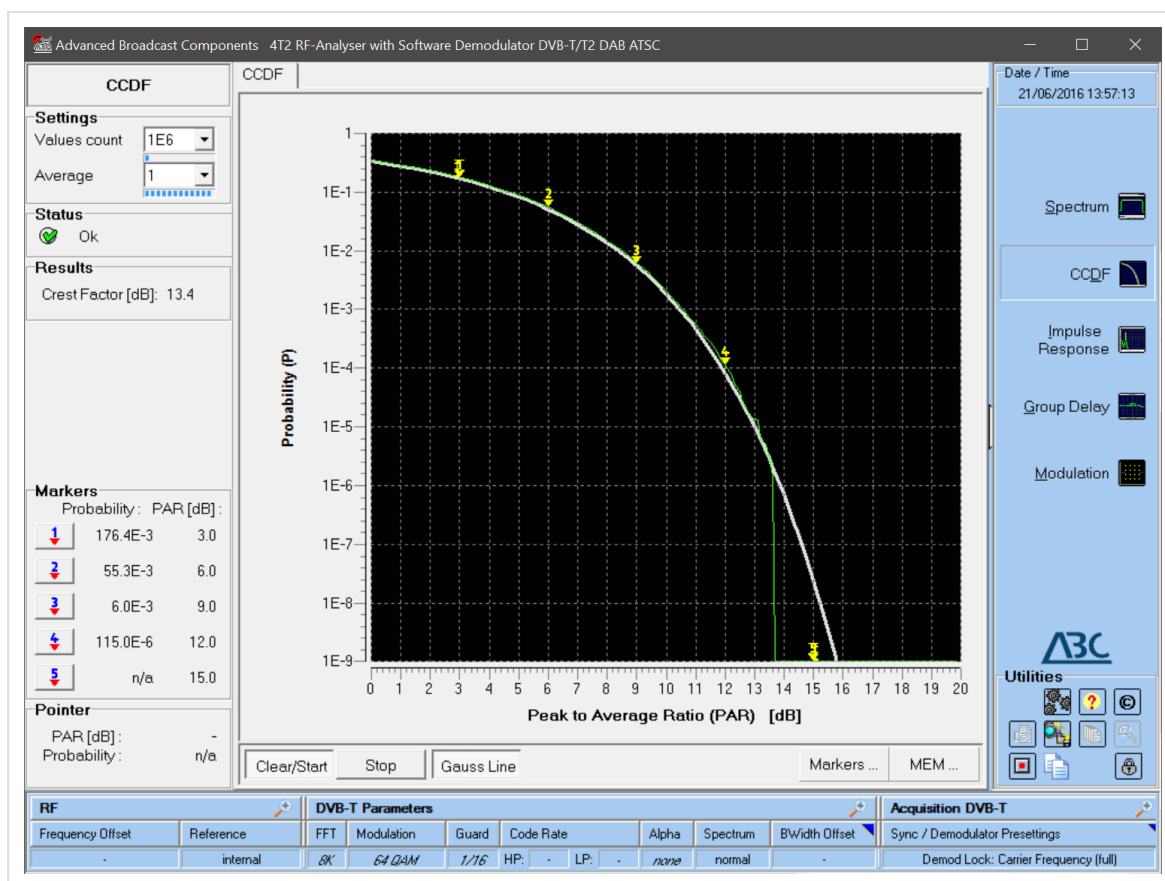 Advanced Broadcast Components 4T2 RF-Analyser with Software Demodulator DVB-T/T2 DAB ATSC
CCDF
Settings
Values count 1E6
Average 1
Status
Ok
Results
Crest Factor [dB]: 13.4
Markers
Probability : PAR [dB] :
1 176.4E-3 3.0
2 55.3E-3 6.0
3 6.0E-3 9.0
4 115.0E-6 12.0
5 n/a 15.0
Pointer
PAR [dB] : -
Probability : n/a
CCDF
1
1E-1
1E-2
1E-3
1E-4
1E-5
1E-6
1E-7
1E-8
1E-9
Probability (P)
2
3
4
0 1 2 3 4 5 6 7 8 9 10 11 12 13 14 15 16 17 18 19 20
Peak to Average Ratio (PAR) [dB]
Clear/Start Stop Gauss Line Markers ... MEM ...
Date / Time
21/06/2016 13:57:13
Spectrum
CCDF
Impulse
Response
Group Delay
Modulation
ABC
Utilities
? ©
RF DVB-T Parameters Acquisition DVB-T
Frequency Offset Reference FFT Modulation Guard Code Rate Alpha Spectrum BWidth Offset Sync / Demodulator Presettings
- internal 8K 64 QAM 1/16 HP: - LP: - none normal - Demod Lock: Carrier Frequency (full)